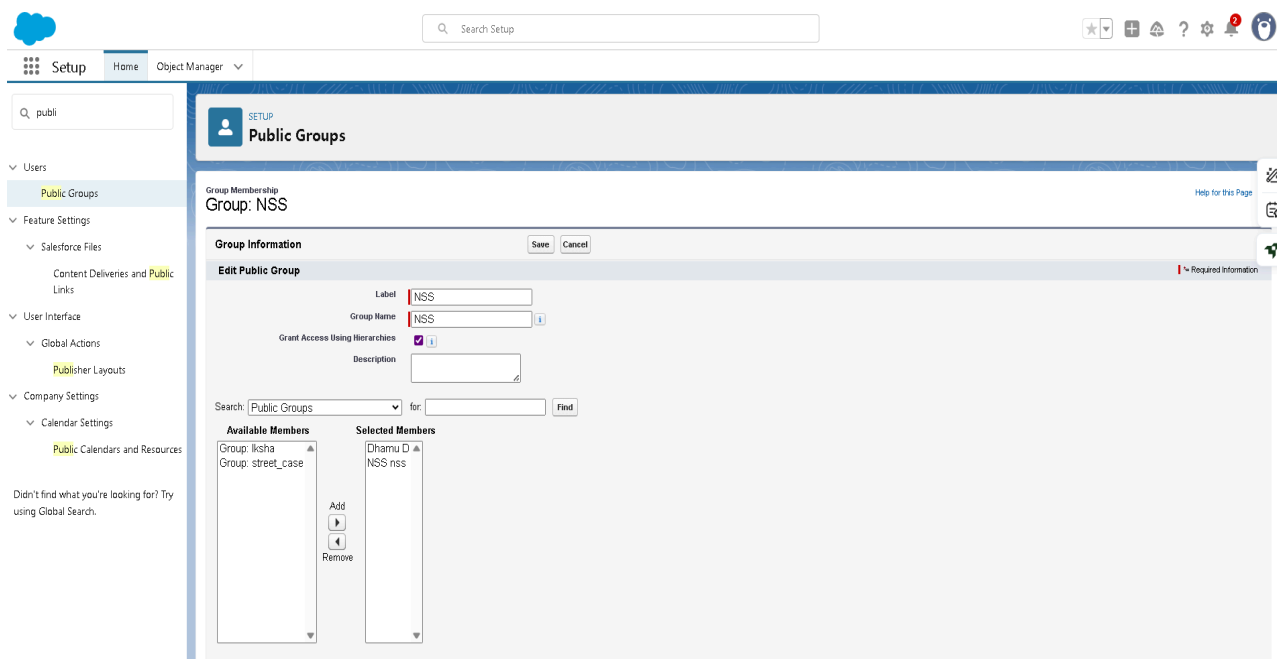 Search Setup
2
Setup
Home
Object Manager
publi
Users
Public Groups
Feature Settings
Salesforce Files
Content Deliveries and Public
Links
User Interface
Global Actions
Publisher Layouts
Company Settings
Calendar Settings
Public Calendars and Resources
Didn't find what you're looking for? Try
using Global Search.
SETUP
Public Groups
Group Membership
Group: NSS
Help for this Page
Group Information
Save
Cancel
Edit Public Group
= Required Information
Label
NSS
Group Name
NSS
i
Grant Access Using Hierarchies
i
Description
Search: Public Groups for: Find
Available Members
Selected Members
Group: Iksha
Group: street_case
Add
Remove
Dhamu D
NSS nss